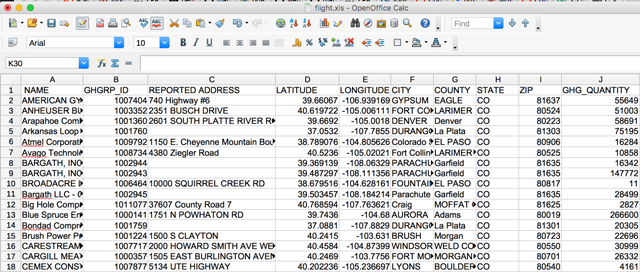 flight.xls - OpenOffice Calc
Find
Arial 10 B I U
K30
A B C D E F G H I J
1 NAME GHGRP_ID REPORTED ADDRESS LATITUDE LONGITUDE CITY COUNTY STATE ZIP GHG_QUANTITY
2 AMERICAN GY 1007404 740 Highway #6 39.66067 -106.939169 GYPSUM EAGLE CO 81637 55649
3 ANHEUSER BU 1003352 2351 BUSCH DRIVE 40.619722 -105.006111 FORT CO LARIMER CO 80524 51003
4 Arapahoe Com 1001360 2601 SOUTH PLATTE RIVER R 39.6692 -105.0018 DENVER Denver CO 80223 58691
5 Arkansas Loop 1001760 37.0532 -107.7855 DURANG La Plata CO 81303 75195
6 Atmel Corporat 1009792 1150 E. Cheyenne Mountain Bou 38.789076 -104.805626 Colorado EL PASO CO 80906 16284
7 Avago Technol 1008734 4380 Ziegler Road 40.5236 -105.0221 Fort Collin LARIMER CO 80525 10858
8 BARGATH, INC 1002944 39.369139 -108.06329 PARACHU Garfield CO 81635 16342
9 BARGATH, INC 1002943 39.487297 -108.111356 PARACHU Garfield CO 81635 147772
10 BROADACRE 1006464 10000 SQUIRREL CREEK RD 38.679516 -104.628161 FOUNTAI EL PASO CO 80817 11
11 Bargath LLC - 1002945 39.503457 -108.184214 Parachute Garfield CO 81635 28499
12 Big Hole Compr 1011077 37607 County Road 7 40.768594 -107.763621 Craig MOFFAT CO 81625 2827
13 Blue Spruce En 1000141 1751 N POWHATON RD 39.7436 -104.68 AURORA Adams CO 80019 266600
14 Bondad Compr 1001759 37.0881 -107.8829 DURANG La Plata CO 81301 20305
15 Brush Power P 1001224 1500 S CLAYTON 40.2415 -103.631 BRUSH Morgan CO 80723 22696
16 CARESTREAM 1007717 2000 HOWARD SMITH AVE WE 40.4584 -104.87399 WINDSOR WELD CO CO 80550 30999
17 CARGILL MEA 1000357 1505 EAST BURLINGTON AVEN 40.2469 -103.7756 FORT MO MORGAN CO 80701 26332
18 CEMEX CONS 1007877 5134 UTE HIGHWAY 40.202236 -105.236697 LYONS BOULDE CO 80540 4161